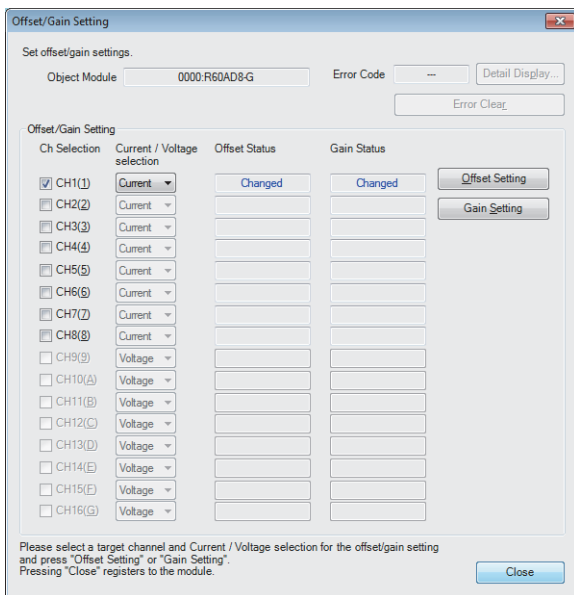 Offset/Gain Setting
Set offset/gain settings.
Object Module 0000:R60AD8-G Error Code --- Detail Display...
Error Clear
Offset/Gain Setting
Ch Selection Current / Voltage selection Offset Status Gain Status
CH1(1) Current Changed Changed Offset Setting
CH2(2) Current Gain Setting
CH3(3) Current
CH4(4) Current
CH5(5) Current
CH6(6) Current
CH7(7) Current
CH8(8) Current
CH9(9) Voltage
CH10(A) Voltage
CH11(B) Voltage
CH12(C) Voltage
CH13(D) Voltage
CH14(E) Voltage
CH15(F) Voltage
CH16(G) Voltage
Please select a target channel and Current / Voltage selection for the offset/gain setting
and press "Offset Setting" or "Gain Setting".
Pressing "Close" registers to the module.
Close